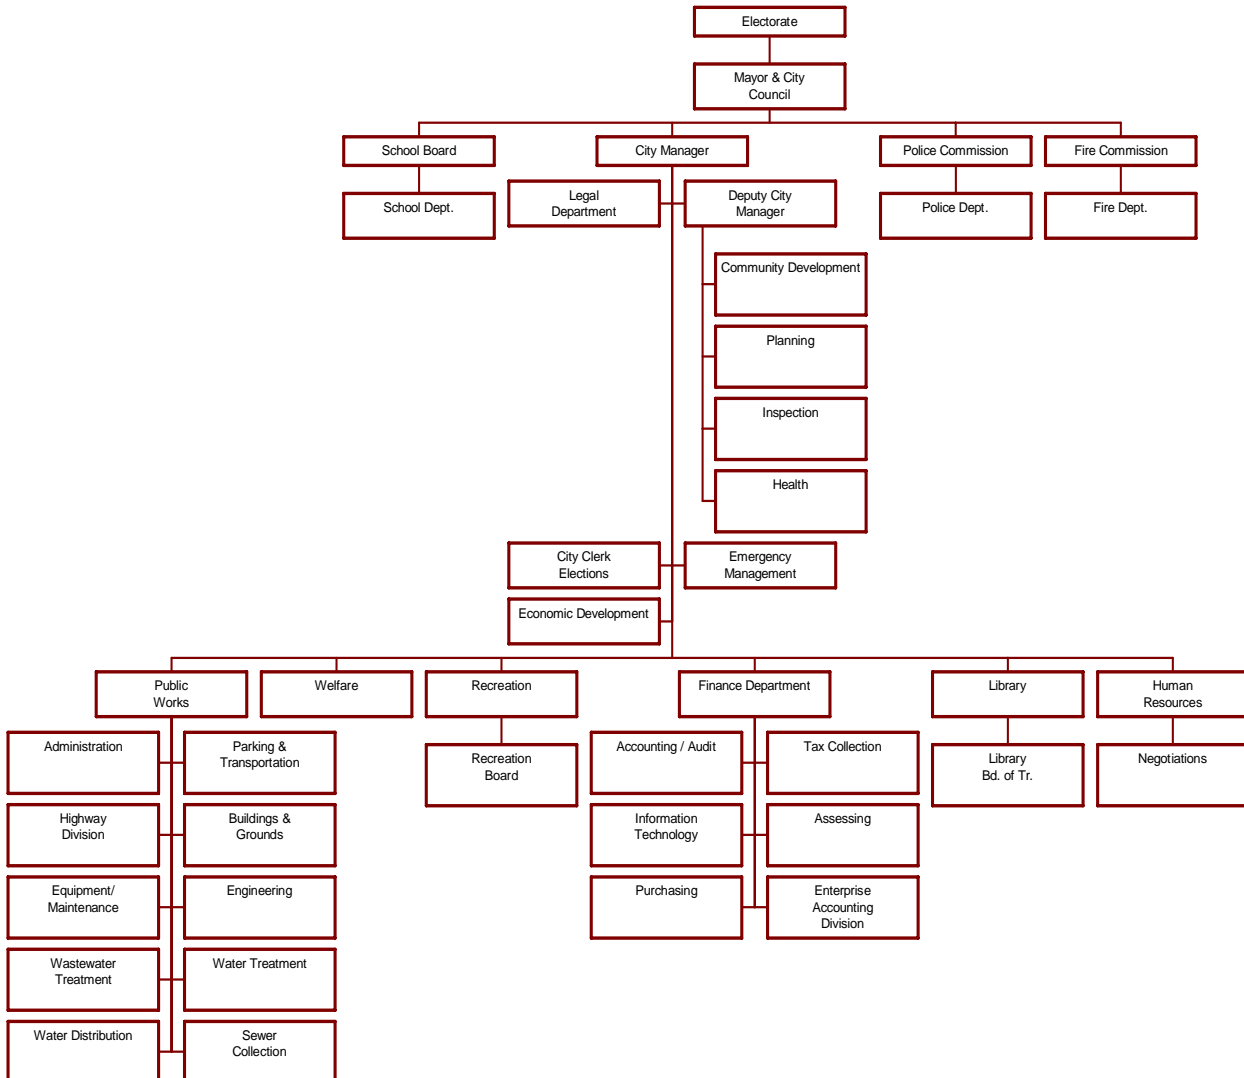 Electorate
Mayor & City
Council
School Board
City Manager
Police Commission
Fire Commission
School Dept.
Legal
Department
Deputy City
Manager
Police Dept.
Fire Dept.
Community Development
Planning
Inspection
Health
City Clerk
Elections
Emergency
Management
Economic Development
Public
Works
Welfare
Recreation
Finance Department
Library
Human
Resources
Administration
Parking &
Transportation
Recreation
Board
Accounting / Audit
Tax Collection
Library
Bd. of Tr.
Negotiations
Highway
Division
Buildings &
Grounds
Information
Technology
Assessing
Equipment/
Maintenance
Engineering
Purchasing
Enterprise
Accounting
Division
Wastewater
Treatment
Water Treatment
Water Distribution
Sewer
Collection